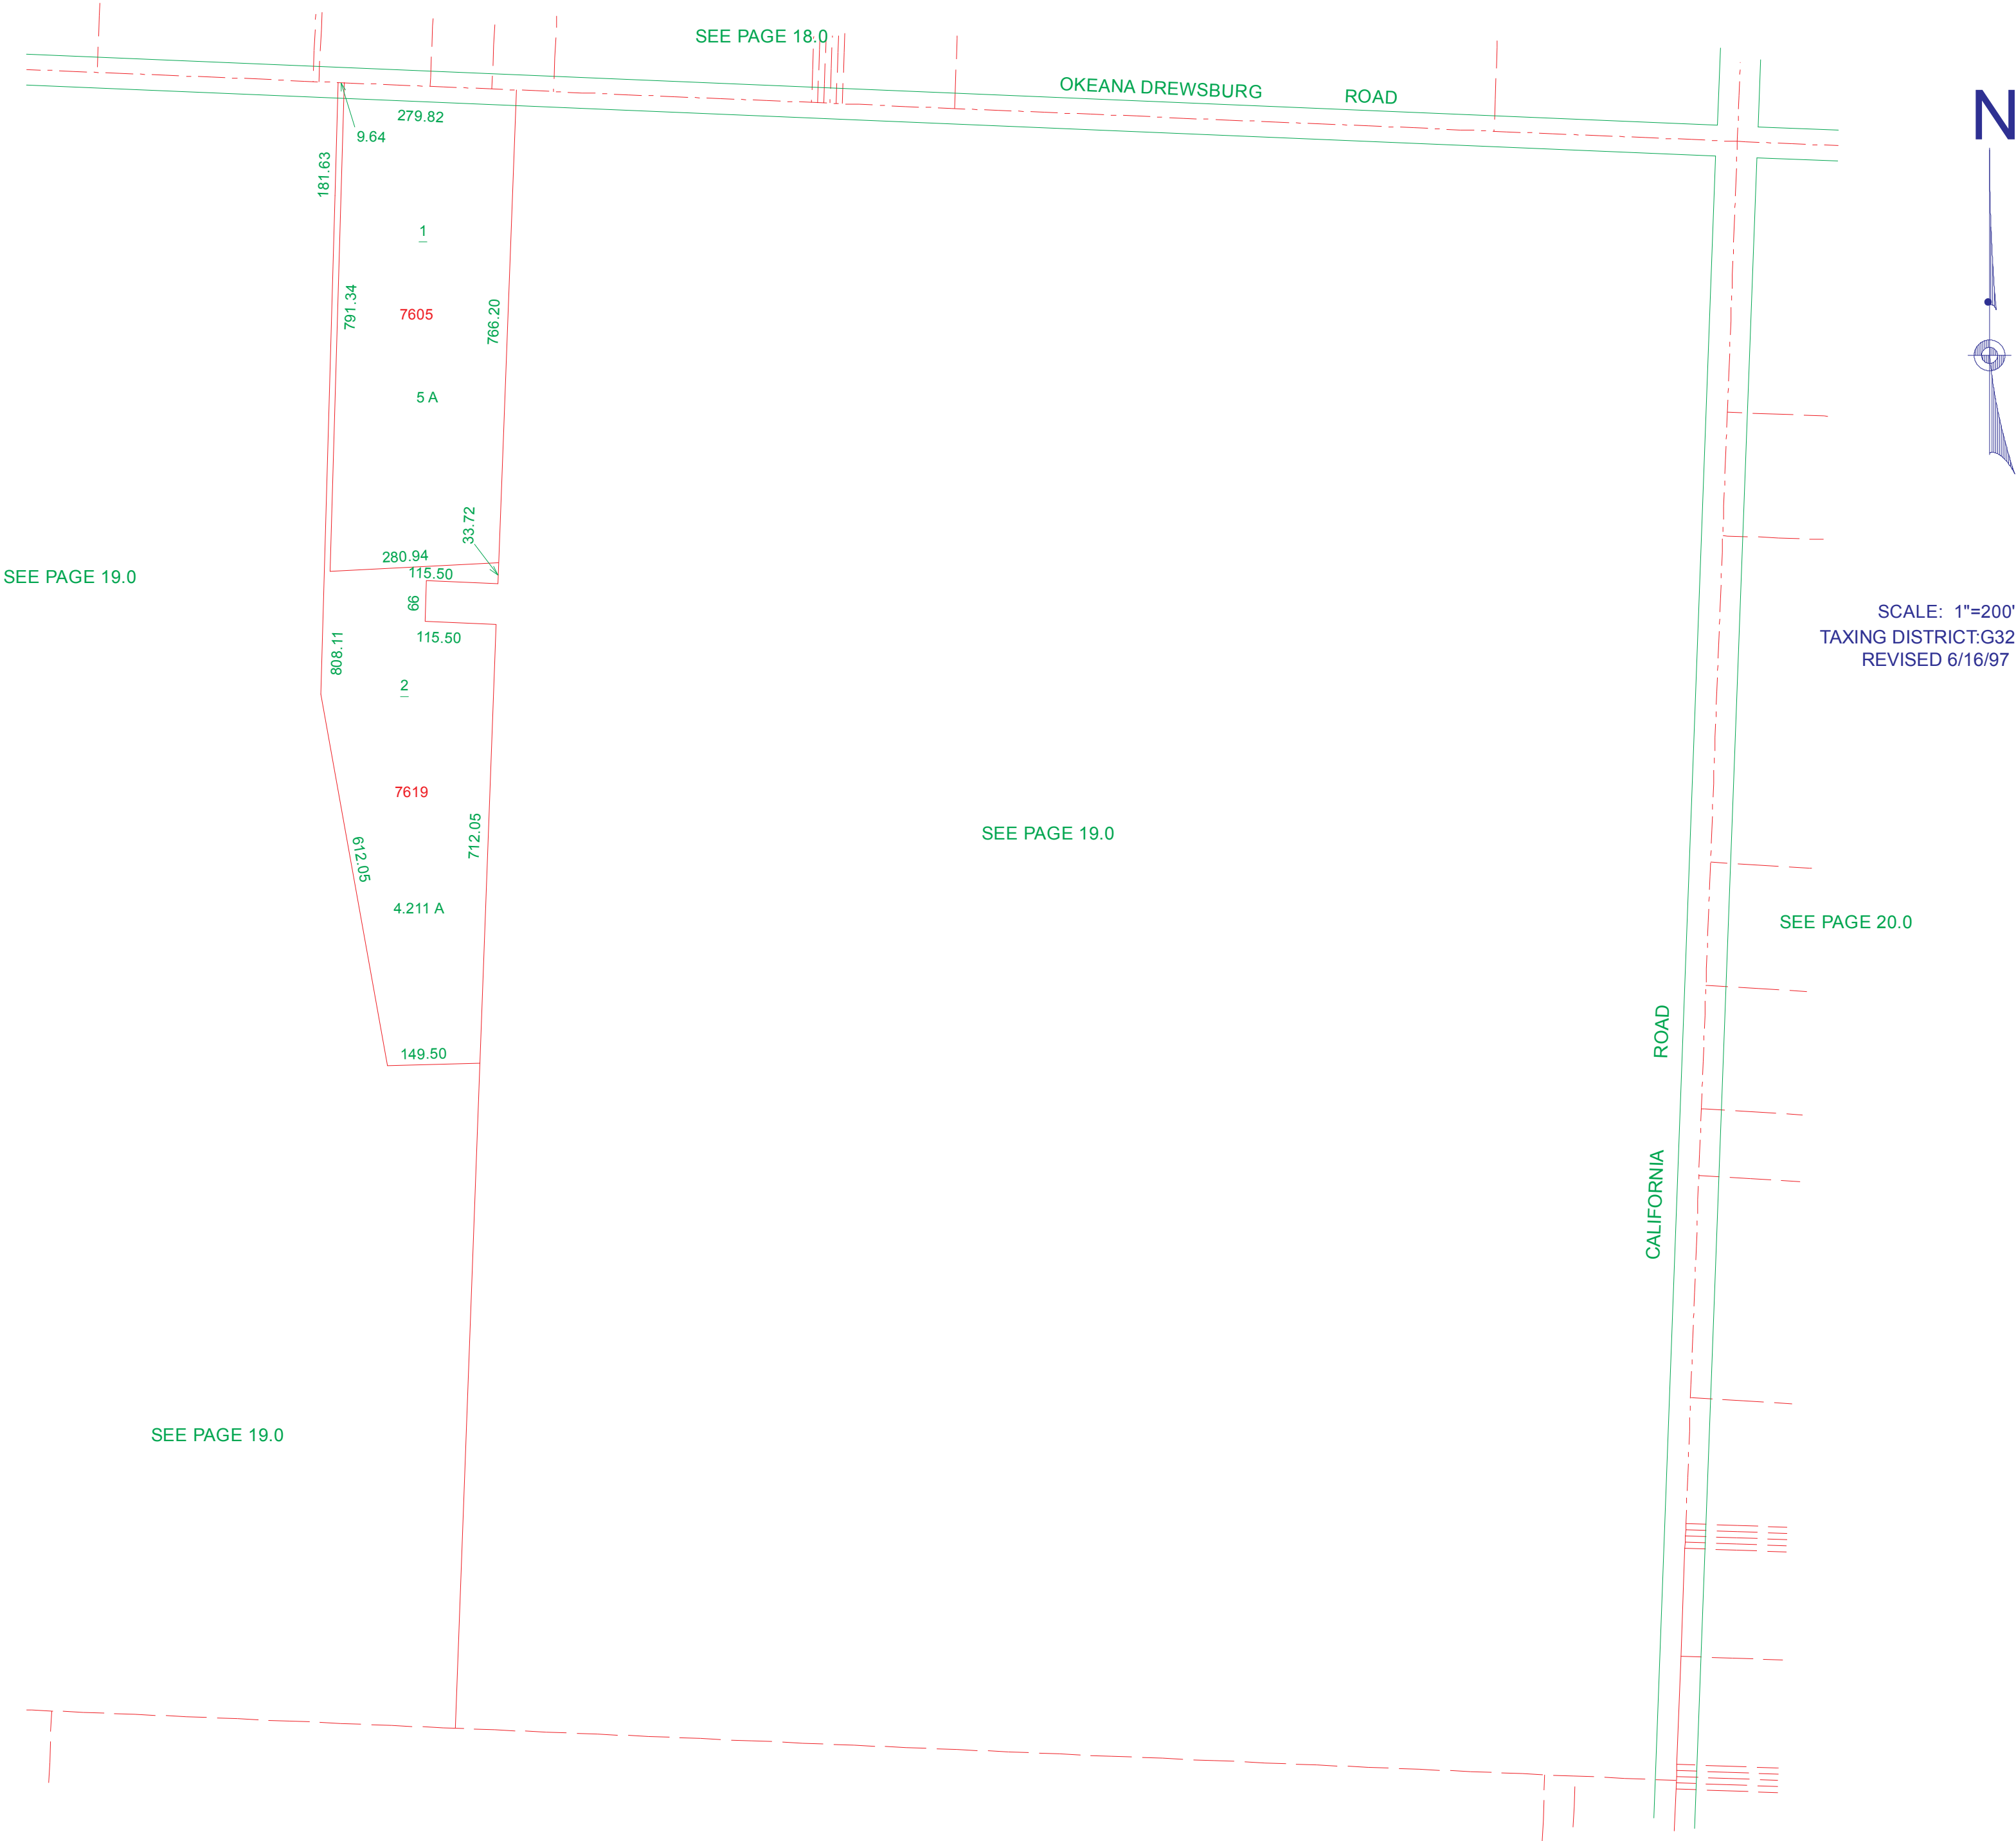 SEE PAGE 18.0
OKEANA DREWSBURG ROAD
N
279.82
9.64
181.63
1
791.34
7605
766.20
5 A
33.72
280.94
115.50
SEE PAGE 19.0
66
SCALE: 1"=200'
TAXING DISTRICT:G32
REVISED 6/16/97
115.50
808.11
2
7619
712.05
SEE PAGE 19.0
612.05
4.211 A
SEE PAGE 20.0
149.50
CALIFORNIA ROAD
SEE PAGE 19.0